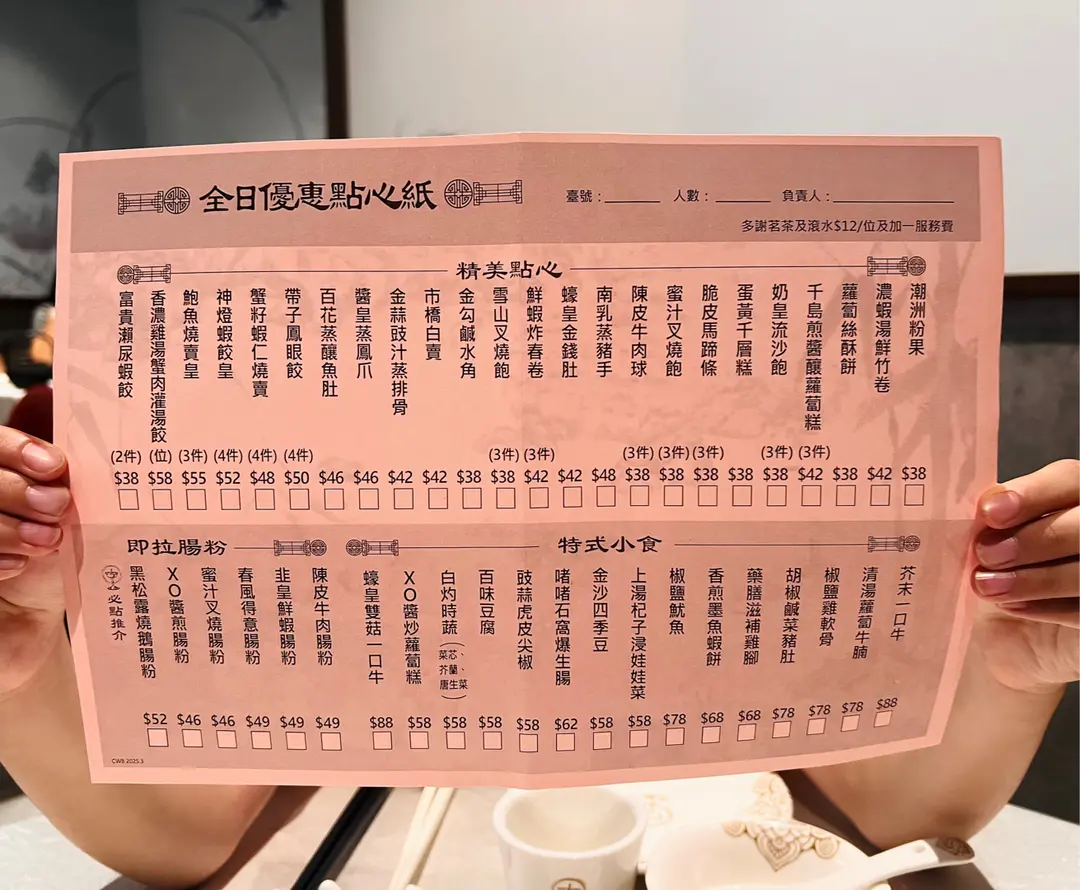 全日優惠點心紙
臺號：
人數：
負責人：
多謝茗茶及滾水$12/位及加一服務費
精美點心
富貴瀨尿蝦餃
香濃雞湯蟹肉灌湯餃
鮑魚燒賣皇
神燈蝦餃皇
蟹籽蝦仁燒賣
帶子鳳眼餃
百花蒸釀魚肚
醬皇蒸鳳爪
金蒜豉汁蒸排骨
市橋白賣
金勾鹹水角
雪山叉燒飽
鮮蝦炸春卷
蠔皇金錢肚
南乳蒸豬手
陳皮牛肉球
蜜汁叉燒飽
脆皮馬蹄條
蛋黃千層糕
奶皇流沙飽
千島煎醬釀蘿蔔糕
蘿蔔絲酥餅
濃蝦湯鮮竹卷
潮洲粉果
(2件) (位) (3件) (4件) (4件) (4件) (3件) (3件) (3件) (3件) (3件) (3件) (3件)
$38 $58 $55 $52 $48 $50 $46 $46 $42 $42 $38 $38 $42 $42 $48 $38 $38 $38 $38 $38 $42 $38 $42 $38
即拉腸粉
必點推介
黑松露燒鵝腸粉
XO醬煎腸粉
蜜汁叉燒腸粉
春風得意腸粉
韭皇鮮蝦腸粉
陳皮牛肉腸粉
$52 $46 $46 $49 $49 $49
特式小食
蠔皇雙菇一口牛
XO醬炒蘿蔔糕
白灼時蔬(菜芯、芥蘭、唐生菜)
百味豆腐
豉蒜虎皮尖椒
啫啫石窩爆生腸
金沙四季豆
上湯杞子浸娃娃菜
椒鹽魷魚
香煎墨魚蝦餅
藥膳滋補雞腳
胡椒鹹菜豬肚
椒鹽雞軟骨
清湯蘿蔔牛腩
芥末一口牛
$88 $58 $58 $58 $58 $62 $58 $58 $78 $68 $68 $78 $78 $78 $88
CWB 2025.3